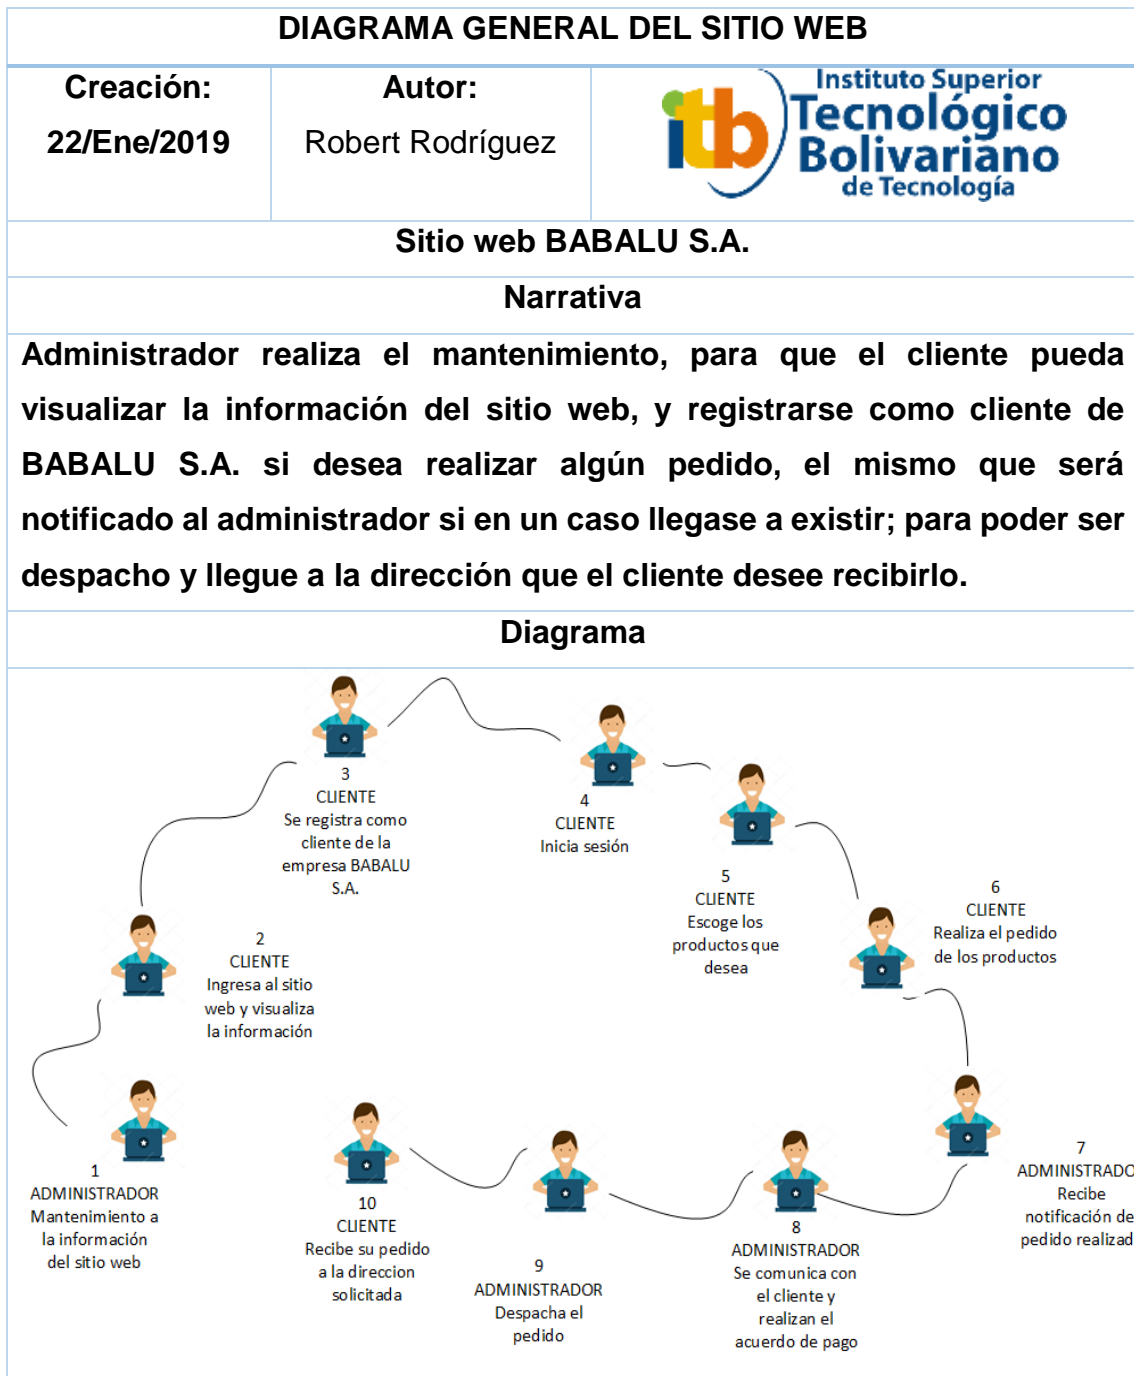 DIAGRAMA GENERAL DEL SITIO WEB
Creación:
22/Ene/2019
Autor:
Robert Rodríguez
itb
Instituto Superior
Tecnológico
Bolivariano
de Tecnología
Sitio web BABALU S.A.
Narrativa
Administrador realiza el mantenimiento, para que el cliente pueda
visualizar la información del sitio web, y registrarse como cliente de
BABALU S.A. si desea realizar algún pedido, el mismo que será
notificado al administrador si en un caso llegase a existir; para poder ser
despacho y llegue a la dirección que el cliente desee recibirlo.
Diagrama
1
ADMINISTRADOR
Mantenimiento a
la información
del sitio web
2
CLIENTE
Ingresa al sitio
web y visualiza
la información
3
CLIENTE
Se registra como
cliente de la
empresa BABALU
S.A.
4
CLIENTE
Inicia sesión
5
CLIENTE
Escoge los
productos que
desea
6
CLIENTE
Realiza el pedido
de los productos
7
ADMINISTRADO
Recibe
notificación de
pedido realizad
8
ADMINISTRADOR
Se comunica con
el cliente y
realizan el
acuerdo de pago
9
ADMINISTRADOR
Despacha el
pedido
10
CLIENTE
Recibe su pedido
a la direccion
solicitada